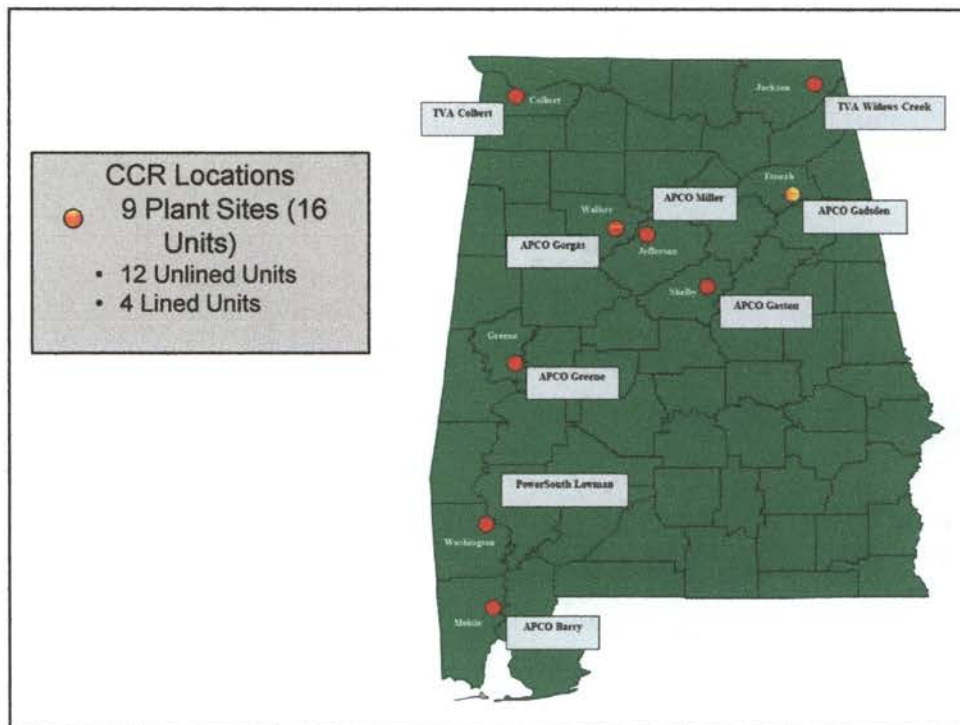 CCR Locations
9 Plant Sites (16
Units)
• 12 Unlined Units
• 4 Lined Units
Colbert
TVA Colbert
Jackson
TVA Widows Creek
Etowah
APCO Gadsden
APCO Miller
Walker
APCO Gorgas
Jefferson
Shelby
APCO Gaston
Greene
APCO Greene
PowerSouth Lowman
Washington
Mobile
APCO Barry